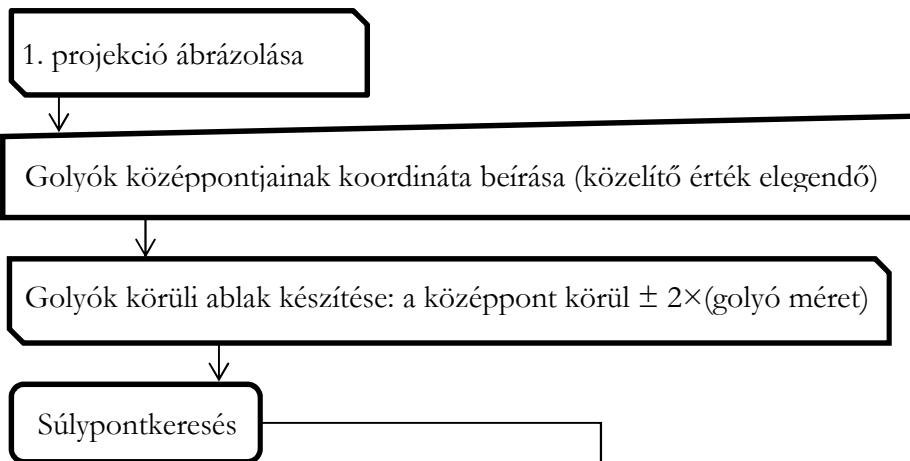 1. projekció ábrázolása
Golyók középpontjainak koordináta beírása (közelítő érték elegendő)
Golyók körüli ablak készítése: a középpont körül ± 2×(golyó méret)
Súlypontkeresés